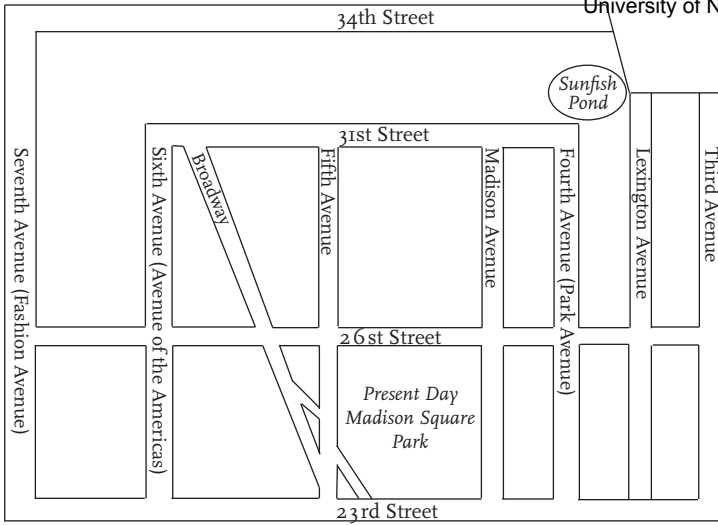 University of N
34th Street
Sunfish
Pond
31st Street
Seventh Avenue (Fashion Avenue)
Sixth Avenue (Avenue of the Americas)
Broadway
Fifth Avenue
Madison Avenue
Fourth Avenue (Park Avenue)
Lexington Avenue
Third Avenue
26st Street
Present Day
Madison Square
Park
23rd Street